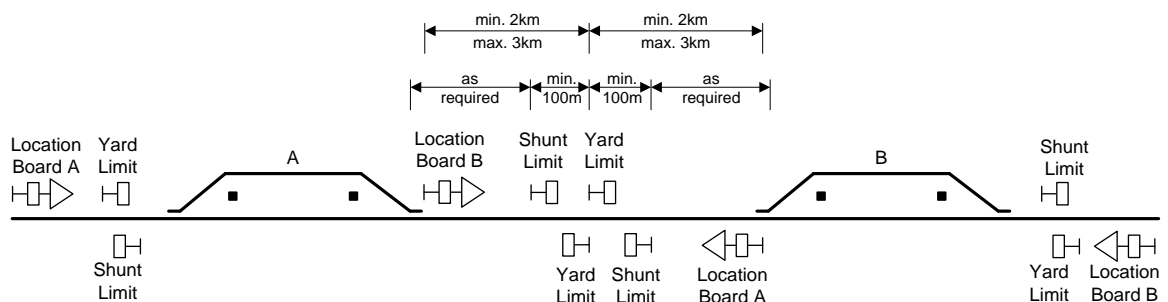 min. 2km
min. 2km
max. 3km
max. 3km
as
min.
min.
as
required
100m
100m
required
Location
Board A
Yard
Limit
A
Location
Board B
Shunt
Limit
Yard
Limit
B
Shunt
Limit
Shunt
Limit
Yard
Limit
Shunt
Limit
Location
Board A
Yard
Limit
Location
Board B